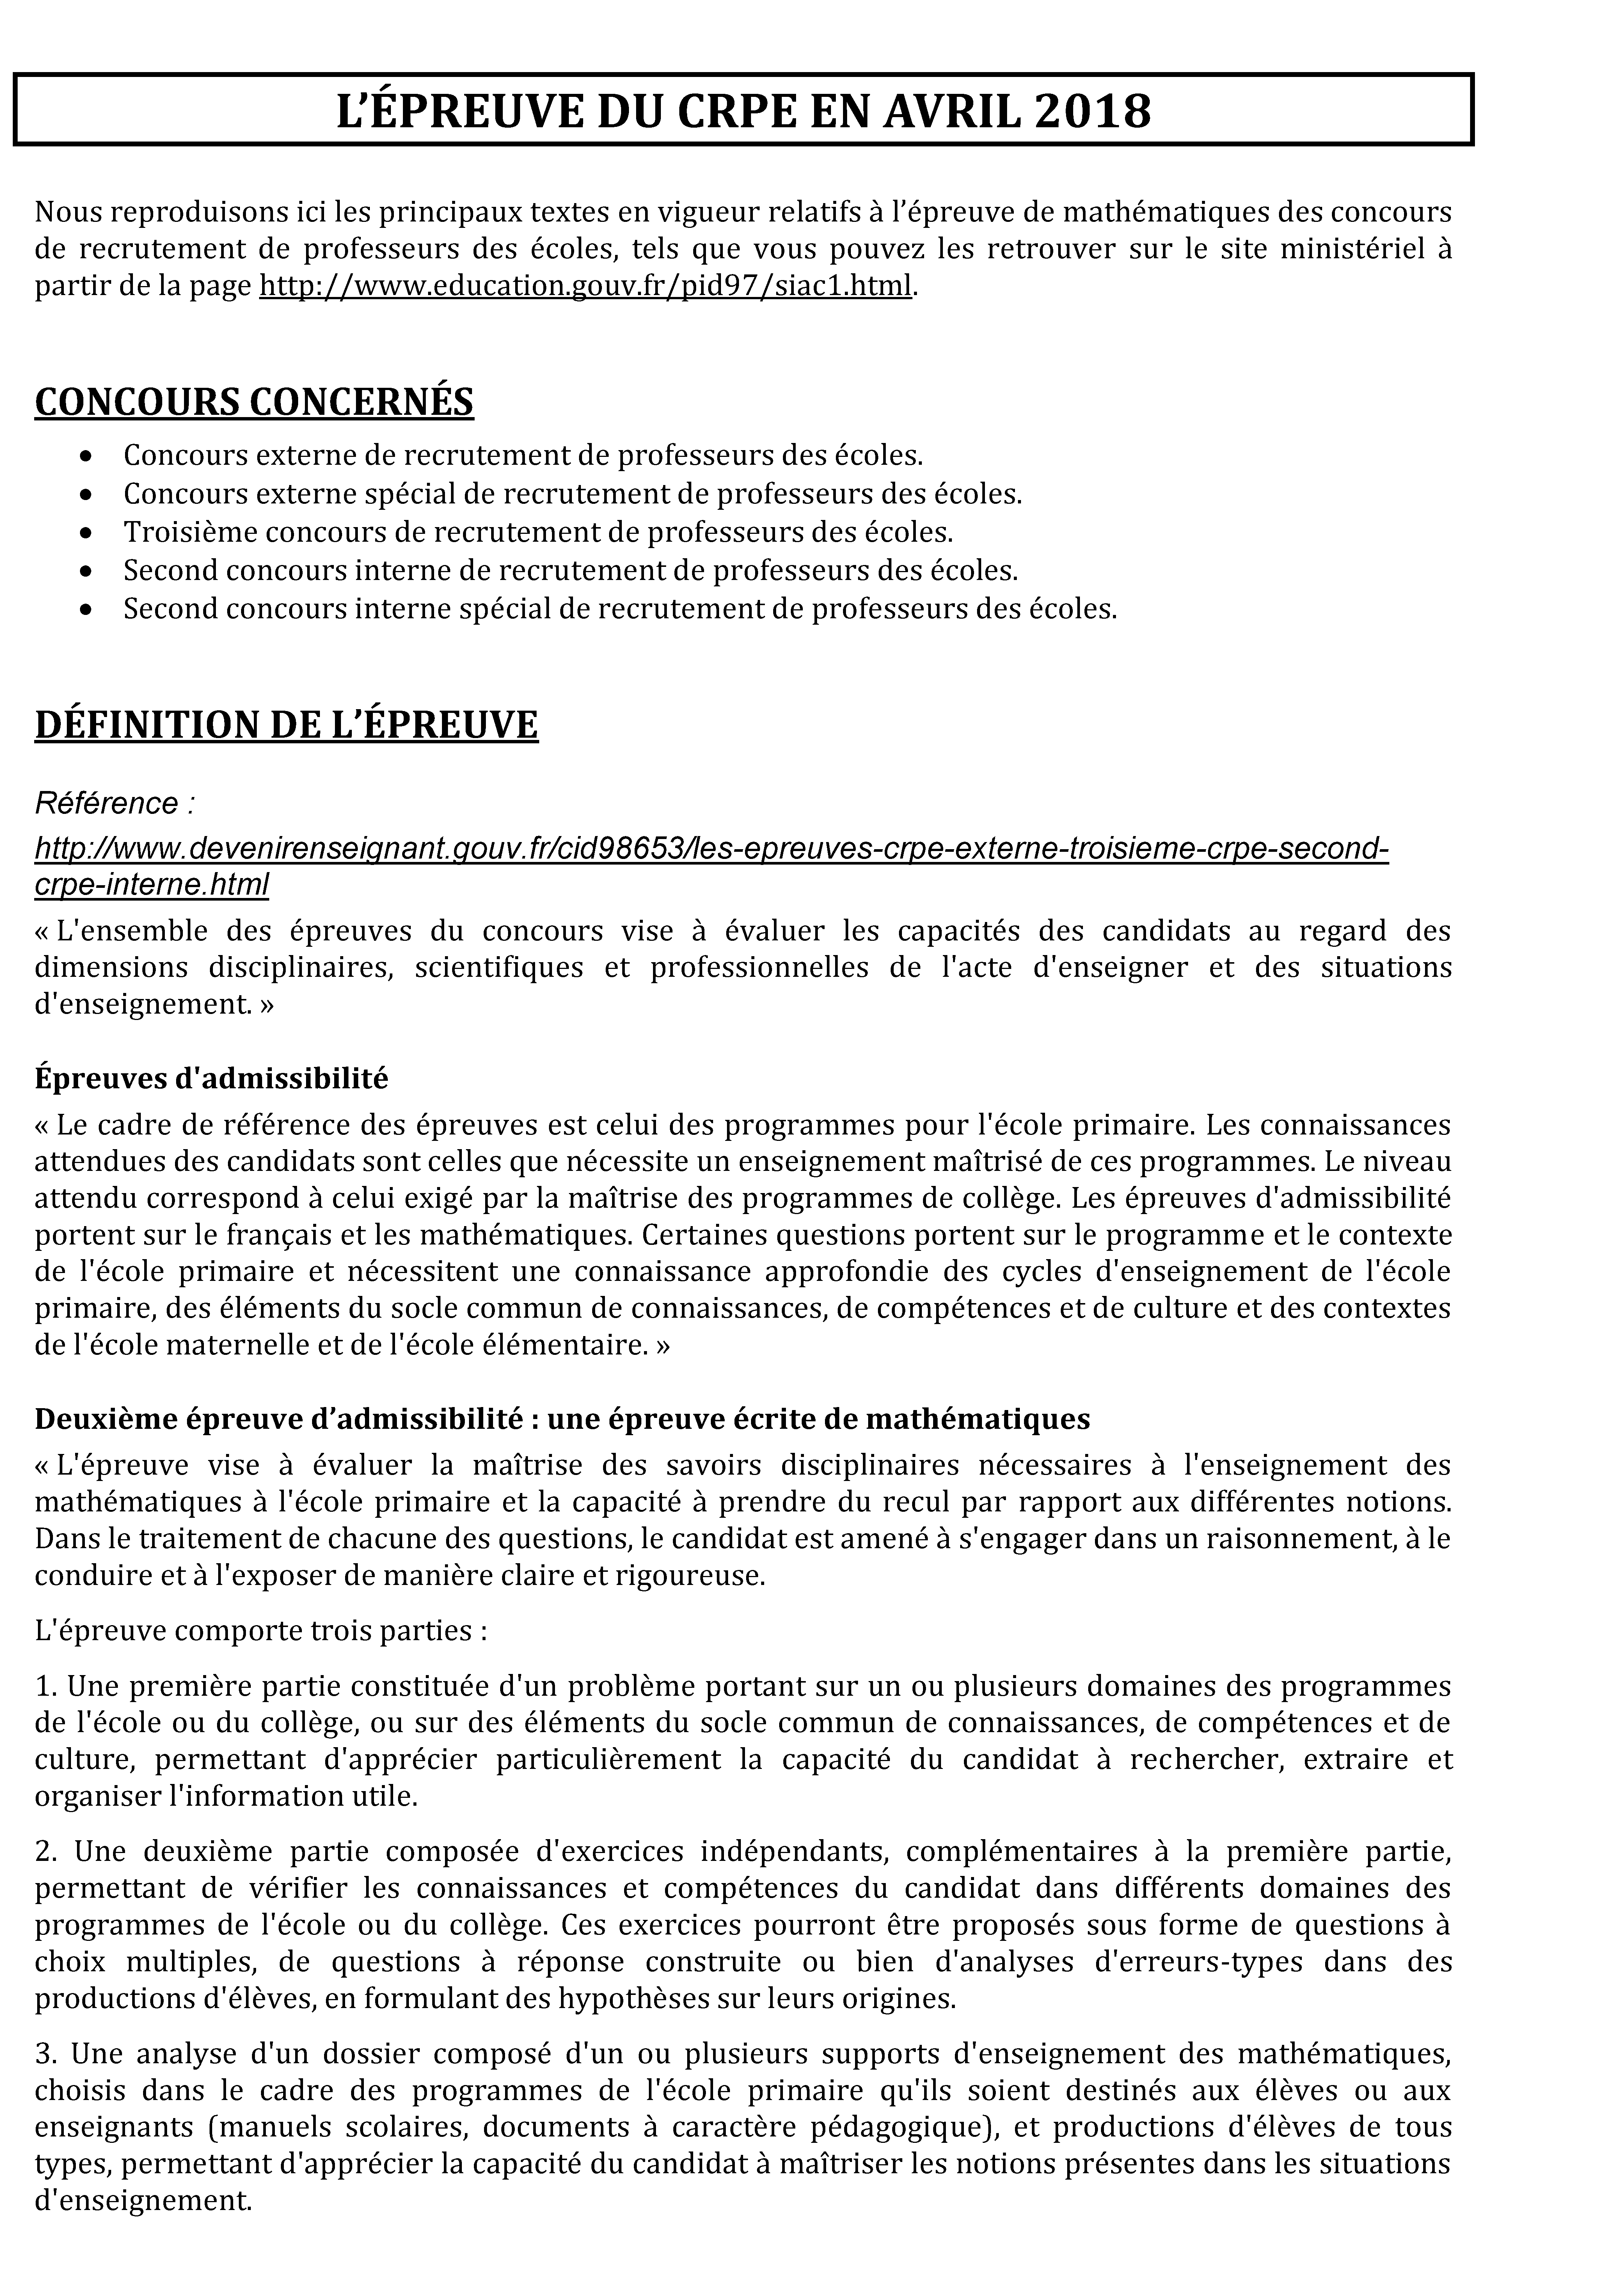 L’ÉPREUVE DU CRPE EN AVRIL 2018
Nous reproduisons ici les principaux textes en vigueur relatifs à l’épreuve de mathématiques des concours
de recrutement de professeurs des écoles, tels que vous pouvez les retrouver sur le site ministériel à
partir de la page http://www.education.gouv.fr/pid97/siac1.html.
CONCOURS CONCERNÉS
• Concours externe de recrutement de professeurs des écoles.
• Concours externe spécial de recrutement de professeurs des écoles.
• Troisième concours de recrutement de professeurs des écoles.
• Second concours interne de recrutement de professeurs des écoles.
• Second concours interne spécial de recrutement de professeurs des écoles.
DÉFINITION DE L’ÉPREUVE
Référence :
http://www.devenirenseignant.gouv.fr/cid98653/les-epreuves-crpe-externe-troisieme-crpe-second-
crpe-interne.html
« L'ensemble des épreuves du concours vise à évaluer les capacités des candidats au regard des
dimensions disciplinaires, scientifiques et professionnelles de l'acte d'enseigner et des situations
d'enseignement. »
Épreuves d'admissibilité
« Le cadre de référence des épreuves est celui des programmes pour l'école primaire. Les connaissances
attendues des candidats sont celles que nécessite un enseignement maîtrisé de ces programmes. Le niveau
attendu correspond à celui exigé par la maîtrise des programmes de collège. Les épreuves d'admissibilité
portent sur le français et les mathématiques. Certaines questions portent sur le programme et le contexte
de l'école primaire et nécessitent une connaissance approfondie des cycles d'enseignement de l'école
primaire, des éléments du socle commun de connaissances, de compétences et de culture et des contextes
de l'école maternelle et de l'école élémentaire. »
Deuxième épreuve d’admissibilité : une épreuve écrite de mathématiques
« L'épreuve vise à évaluer la maîtrise des savoirs disciplinaires nécessaires à l'enseignement des
mathématiques à l'école primaire et la capacité à prendre du recul par rapport aux différentes notions.
Dans le traitement de chacune des questions, le candidat est amené à s'engager dans un raisonnement, à le
conduire et à l'exposer de manière claire et rigoureuse.
L'épreuve comporte trois parties :
1. Une première partie constituée d'un problème portant sur un ou plusieurs domaines des programmes
de l'école ou du collège, ou sur des éléments du socle commun de connaissances, de compétences et de
culture, permettant d'apprécier particulièrement la capacité du candidat à rechercher, extraire et
organiser l'information utile.
2. Une deuxième partie composée d'exercices indépendants, complémentaires à la première partie,
permettant de vérifier les connaissances et compétences du candidat dans différents domaines des
programmes de l'école ou du collège. Ces exercices pourront être proposés sous forme de questions à
choix multiples, de questions à réponse construite ou bien d'analyses d'erreurs-types dans des
productions d'élèves, en formulant des hypothèses sur leurs origines.
3. Une analyse d'un dossier composé d'un ou plusieurs supports d'enseignement des mathématiques,
choisis dans le cadre des programmes de l'école primaire qu'ils soient destinés aux élèves ou aux
enseignants (manuels scolaires, documents à caractère pédagogique), et productions d'élèves de tous
types, permettant d'apprécier la capacité du candidat à maîtriser les notions présentes dans les situations
d'enseignement.